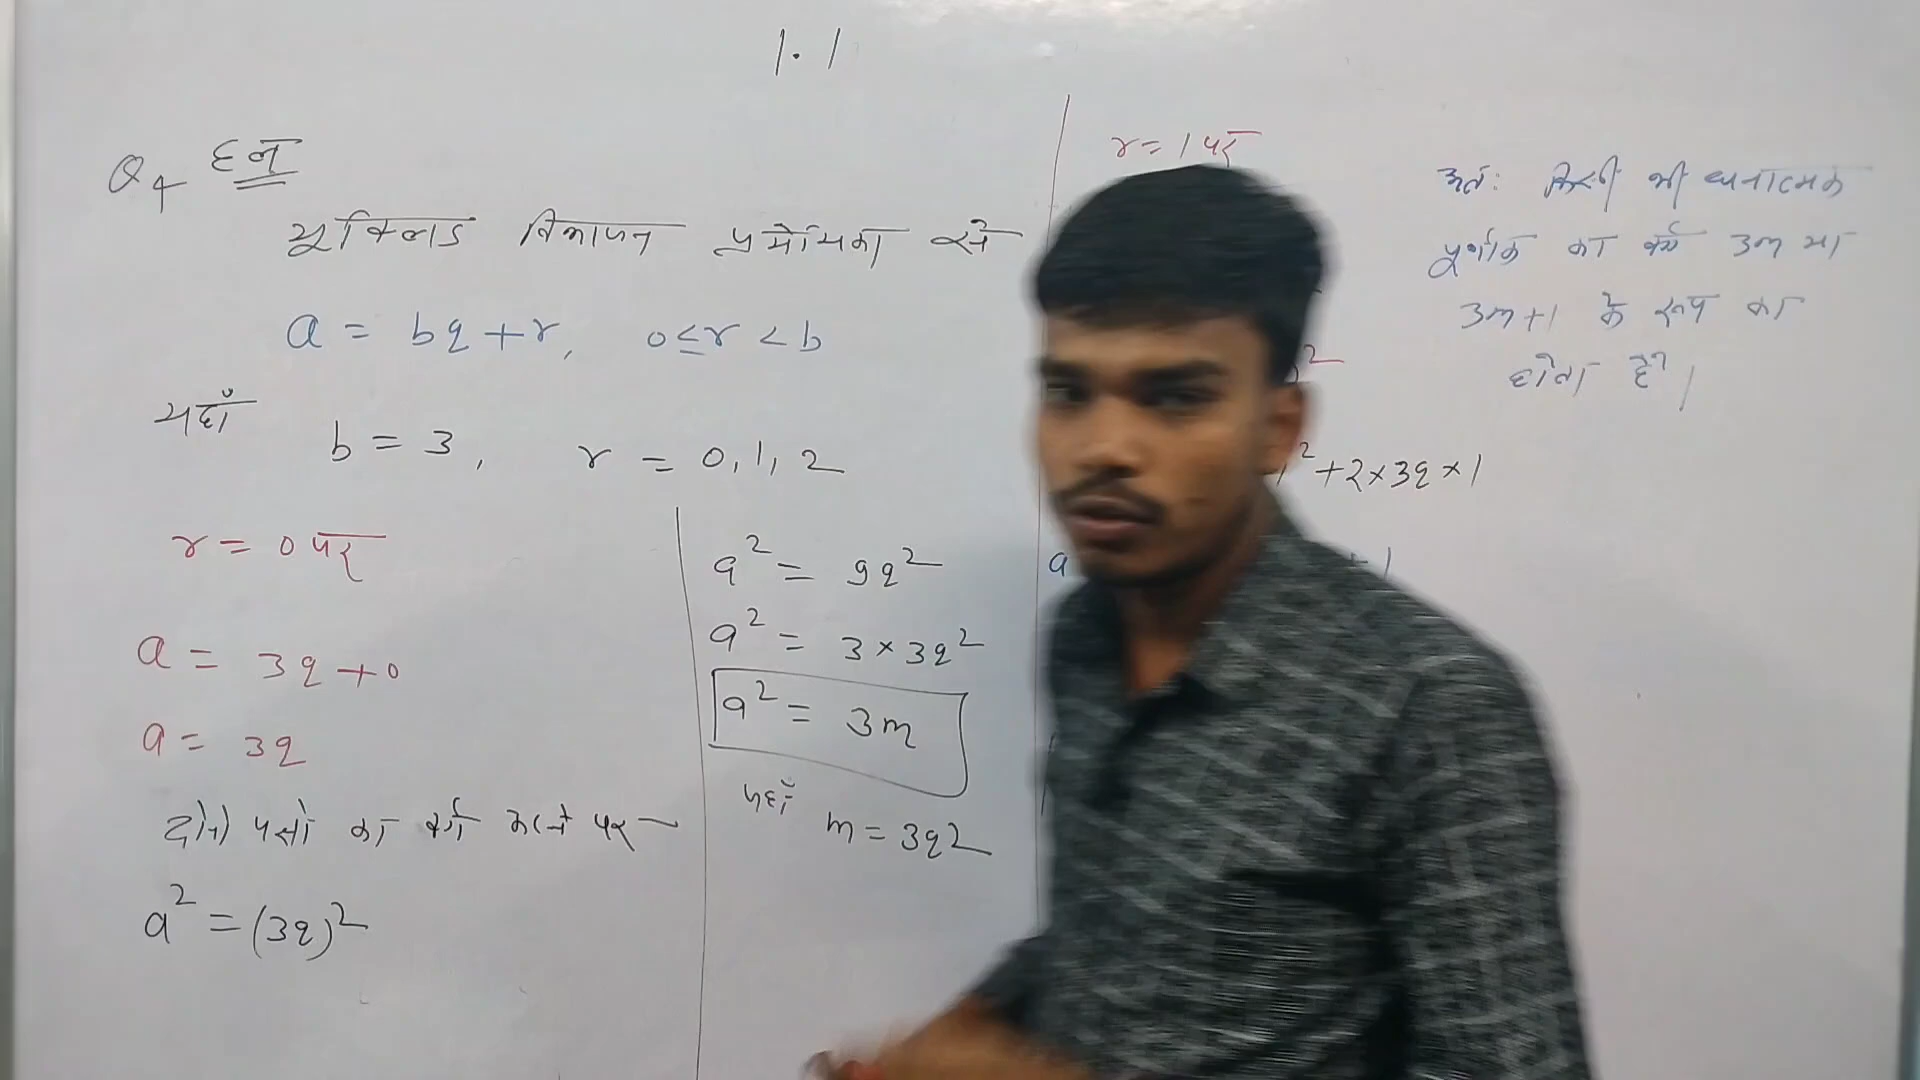 1.1
Q4 हल
यूक्लिड विभाजन प्रमेयिका से
a = bq + r, 0 ≤ r < b
यहाँ b = 3, r = 0, 1, 2
r = 0 पर
a = 3q + 0
a = 3q
दोनो पक्षो का वर्ग करने पर
a² = (3q)²
a² = 9q²
a² = 3 × 3q²
a² = 3m
यहाँ
m = 3q²
r = 1 पर
² + 2×3q×1
a
अतः किसी भी धनात्मक
पूर्णांक का वर्ग 3m या
3m+1 के रूप का
होता है।